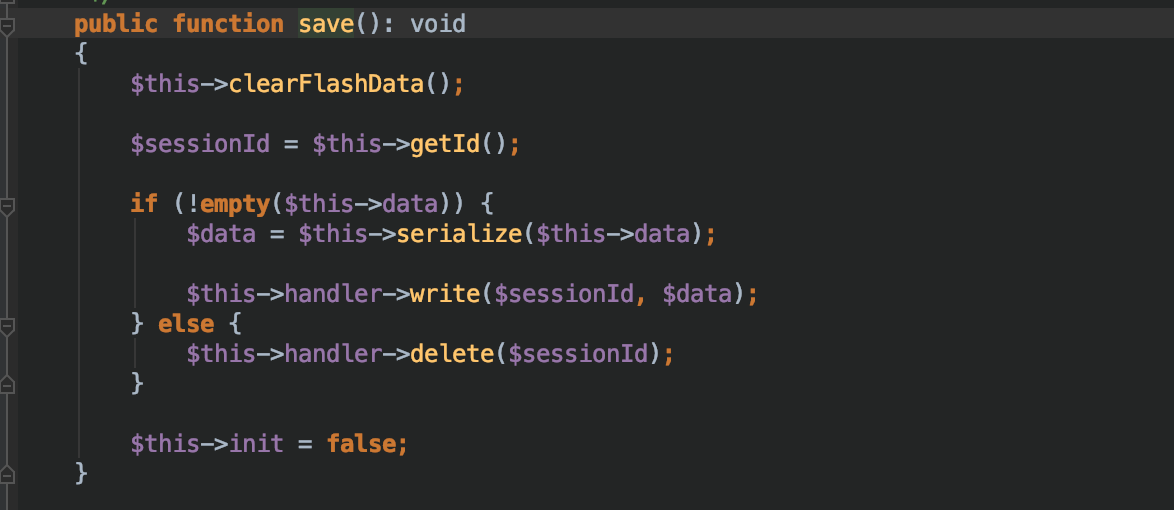 public function save(): void
{
$this->clearFlashData();
$sessionId = $this->getId();
if (!empty($this->data)) {
$data = $this->serialize($this->data);
$this->handler->write($sessionId, $data);
} else {
$this->handler->delete($sessionId);
}
$this->init = false;
}